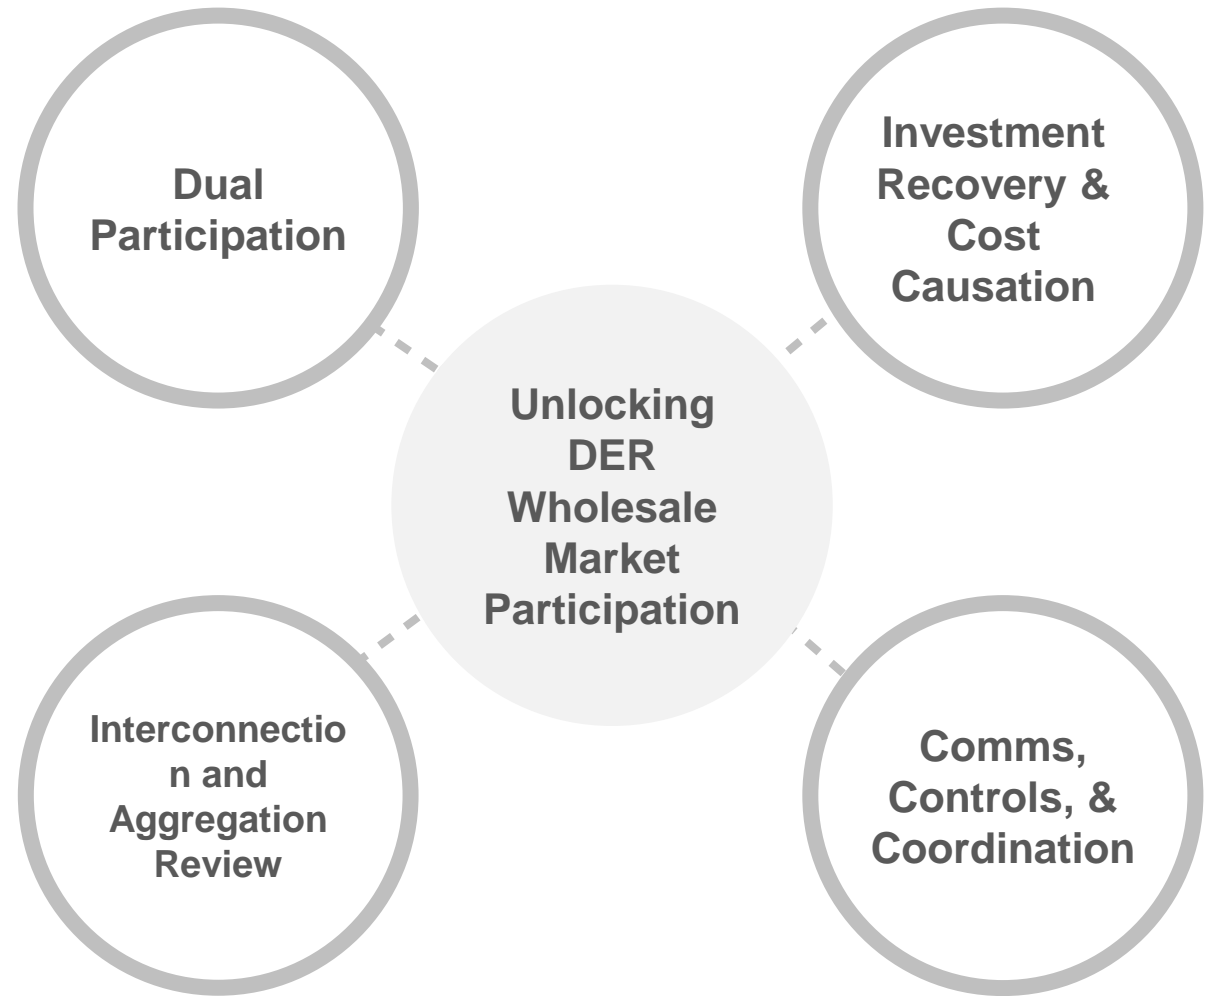 Dual
Participation
Investment
Recovery &
Cost
Causation
Unlocking
DER
Wholesale
Market
Participation
Interconnectio
n and
Aggregation
Review
Comms,
Controls, &
Coordination